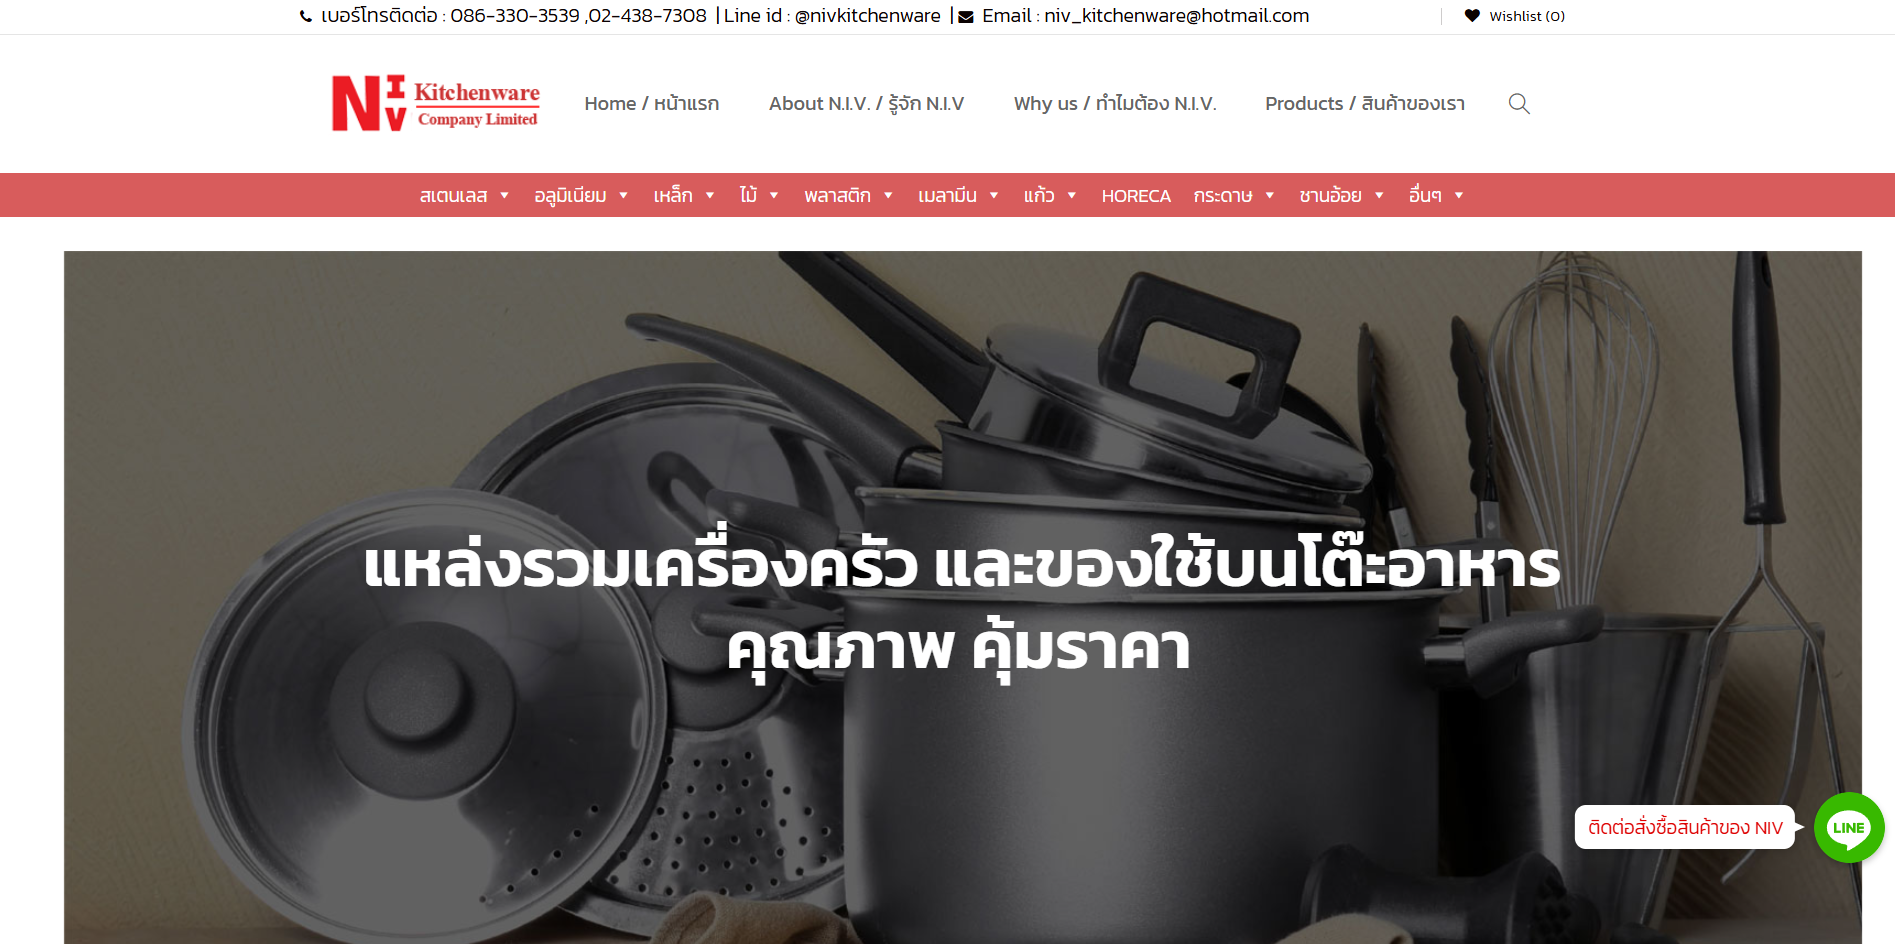 เบอร์โทรติดต่อ : 086-330-3539 ,02-438-7308 | Line id : @nivkitchenware | Email : niv_kitchenware@hotmail.com
Wishlist (0)
NIV Kitchenware
Company Limited
Home / หน้าแรก
About N.I.V. / รู้จัก N.I.V
Why us / ทำไมต้อง N.I.V.
Products / สินค้าของเรา
สเตนเลส อลูมิเนียม เหล็ก ไม้ พลาสติก เมลามีน แก้ว HORECA กระดาษ ชานอ้อย อื่นๆ
แหล่งรวมเครื่องครัว และของใช้บนโต๊ะอาหาร
คุณภาพ คุ้มราคา
ติดต่อสั่งซื้อสินค้าของ NIV
LINE